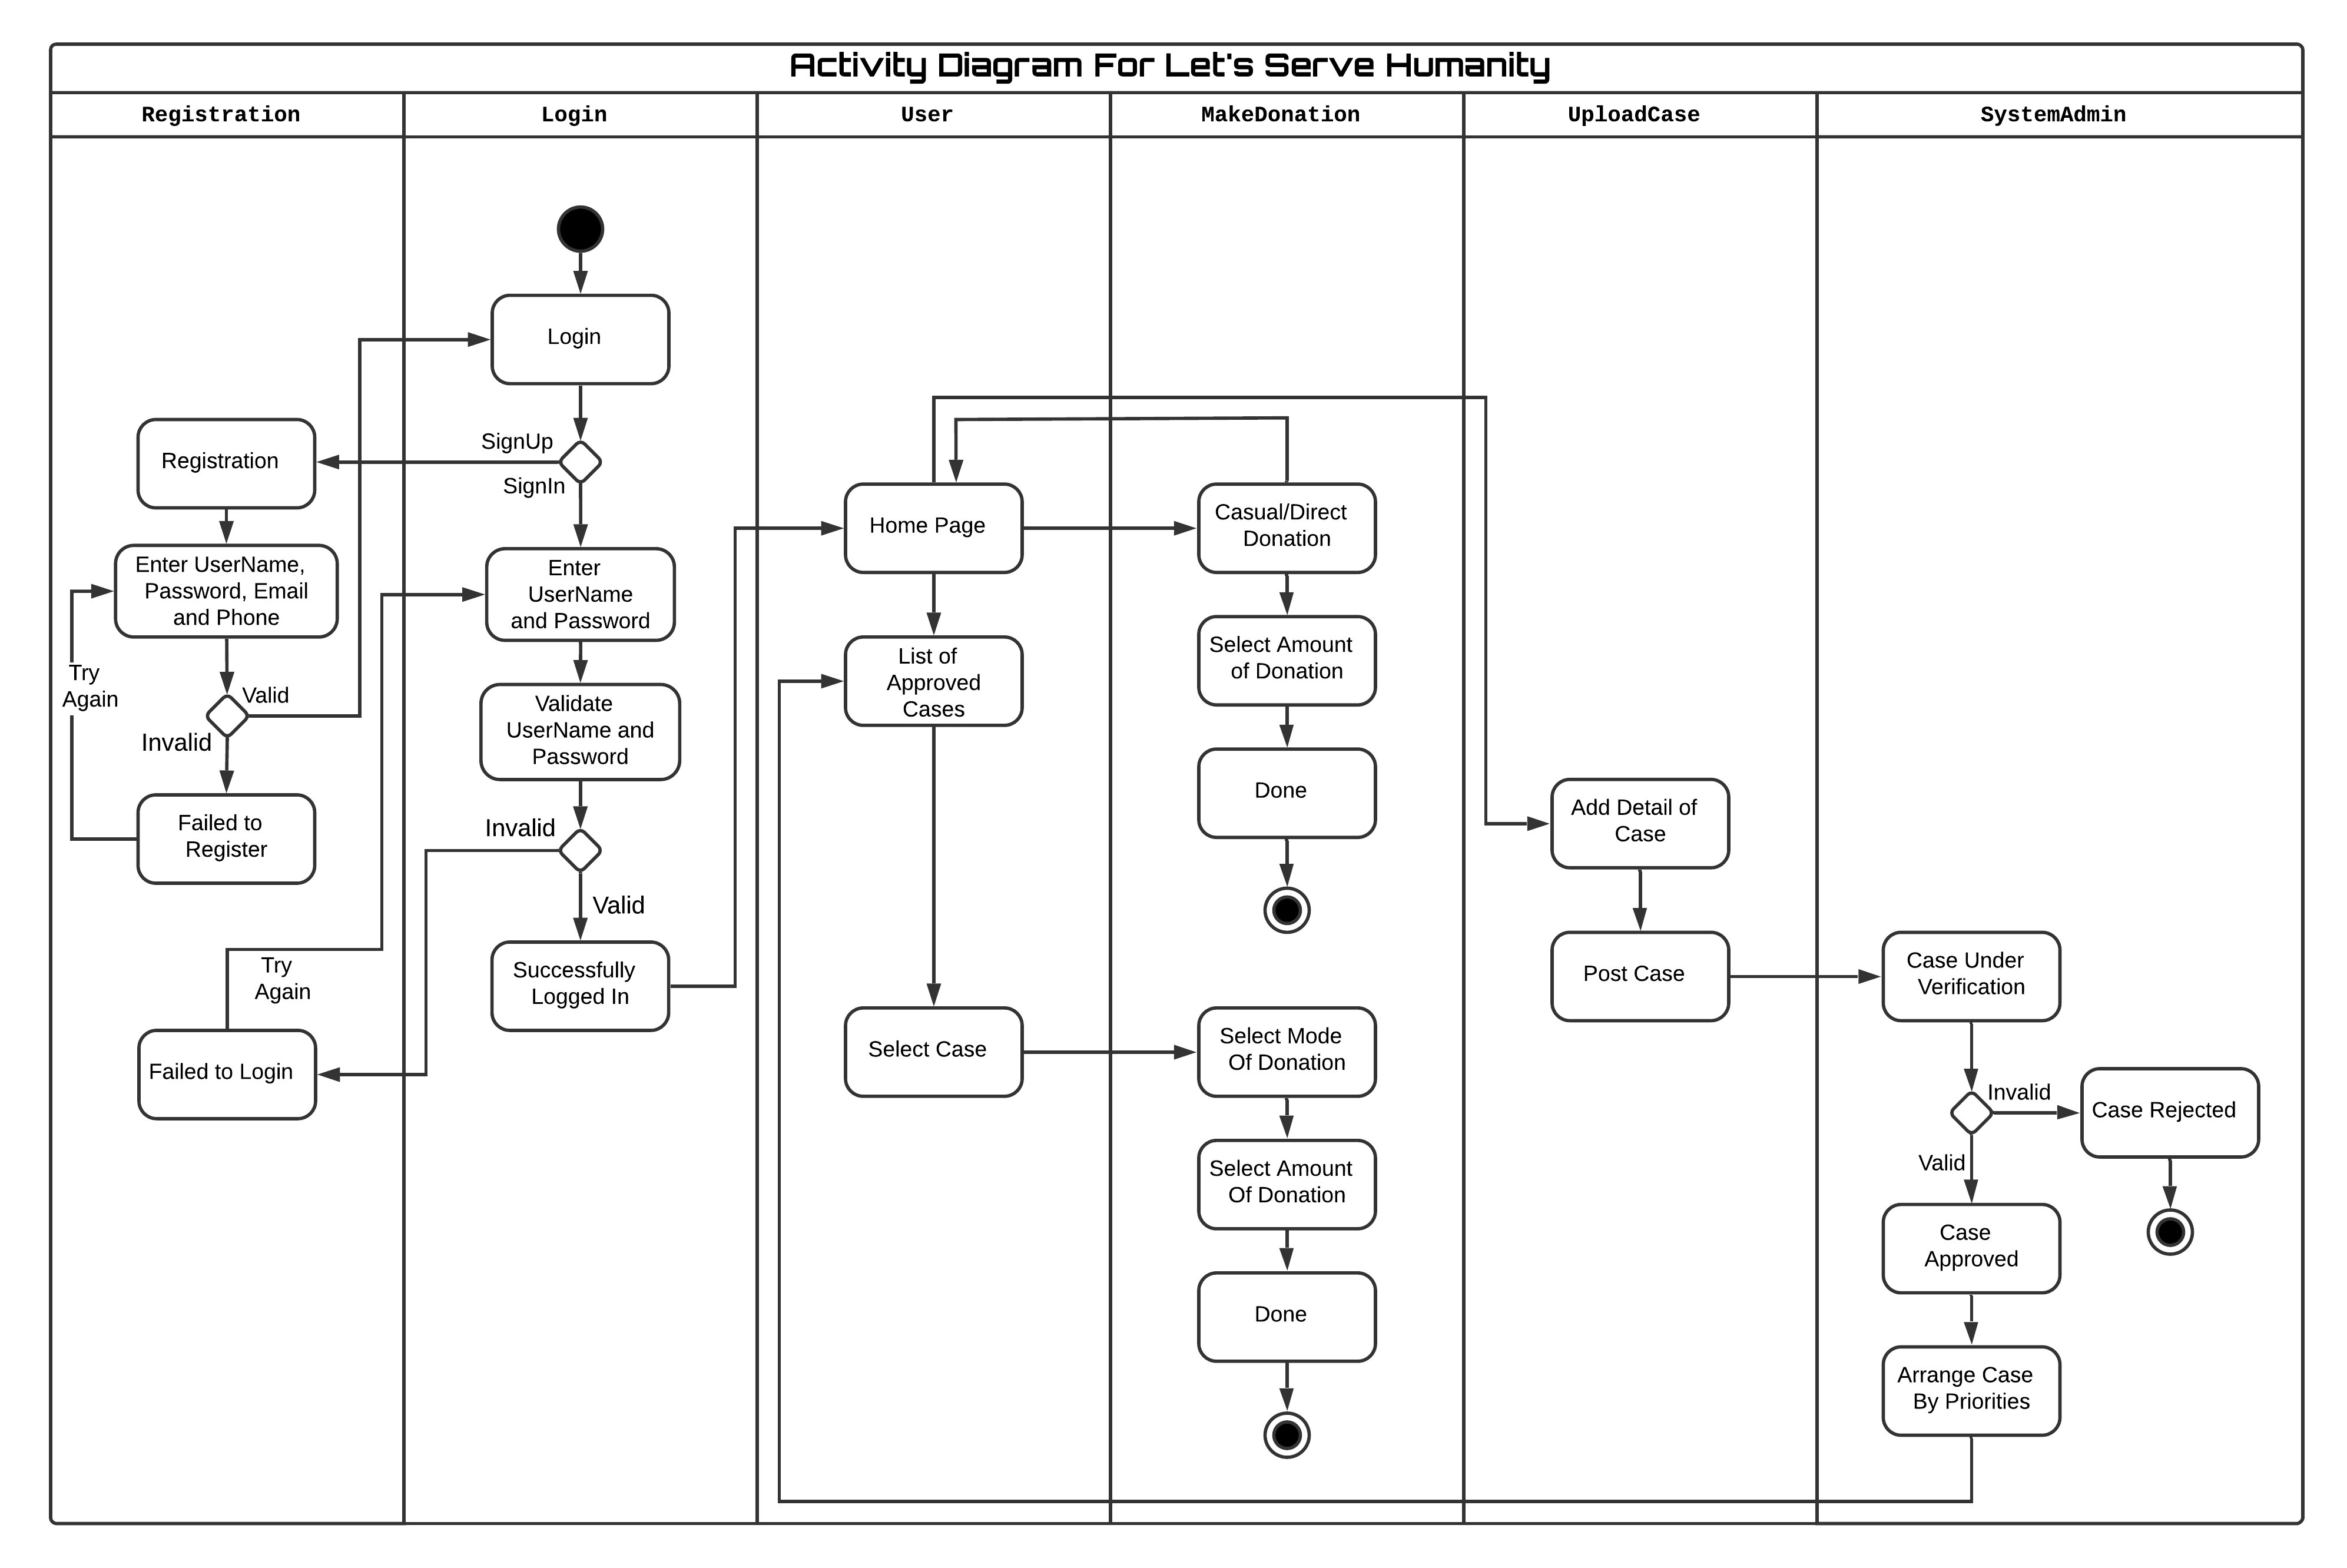 Activity Diagram For Let's Serve Humanity
Registration
Login
User
MakeDonation
UploadCase
SystemAdmin
Registration
Enter UserName,
Password, Email
and Phone
Try
Again
Valid
Invalid
Failed to
Register
Try
Again
Failed to Login
Login
SignUp
SignIn
Enter
UserName
and Password
Validate
UserName and
Password
Invalid
Valid
Successfully
Logged In
Home Page
List of
Approved
Cases
Select Case
Casual/Direct
Donation
Select Amount
of Donation
Done
Select Mode
Of Donation
Select Amount
Of Donation
Done
Add Detail of
Case
Post Case
Case Under
Verification
Invalid
Case Rejected
Valid
Case
Approved
Arrange Case
By Priorities